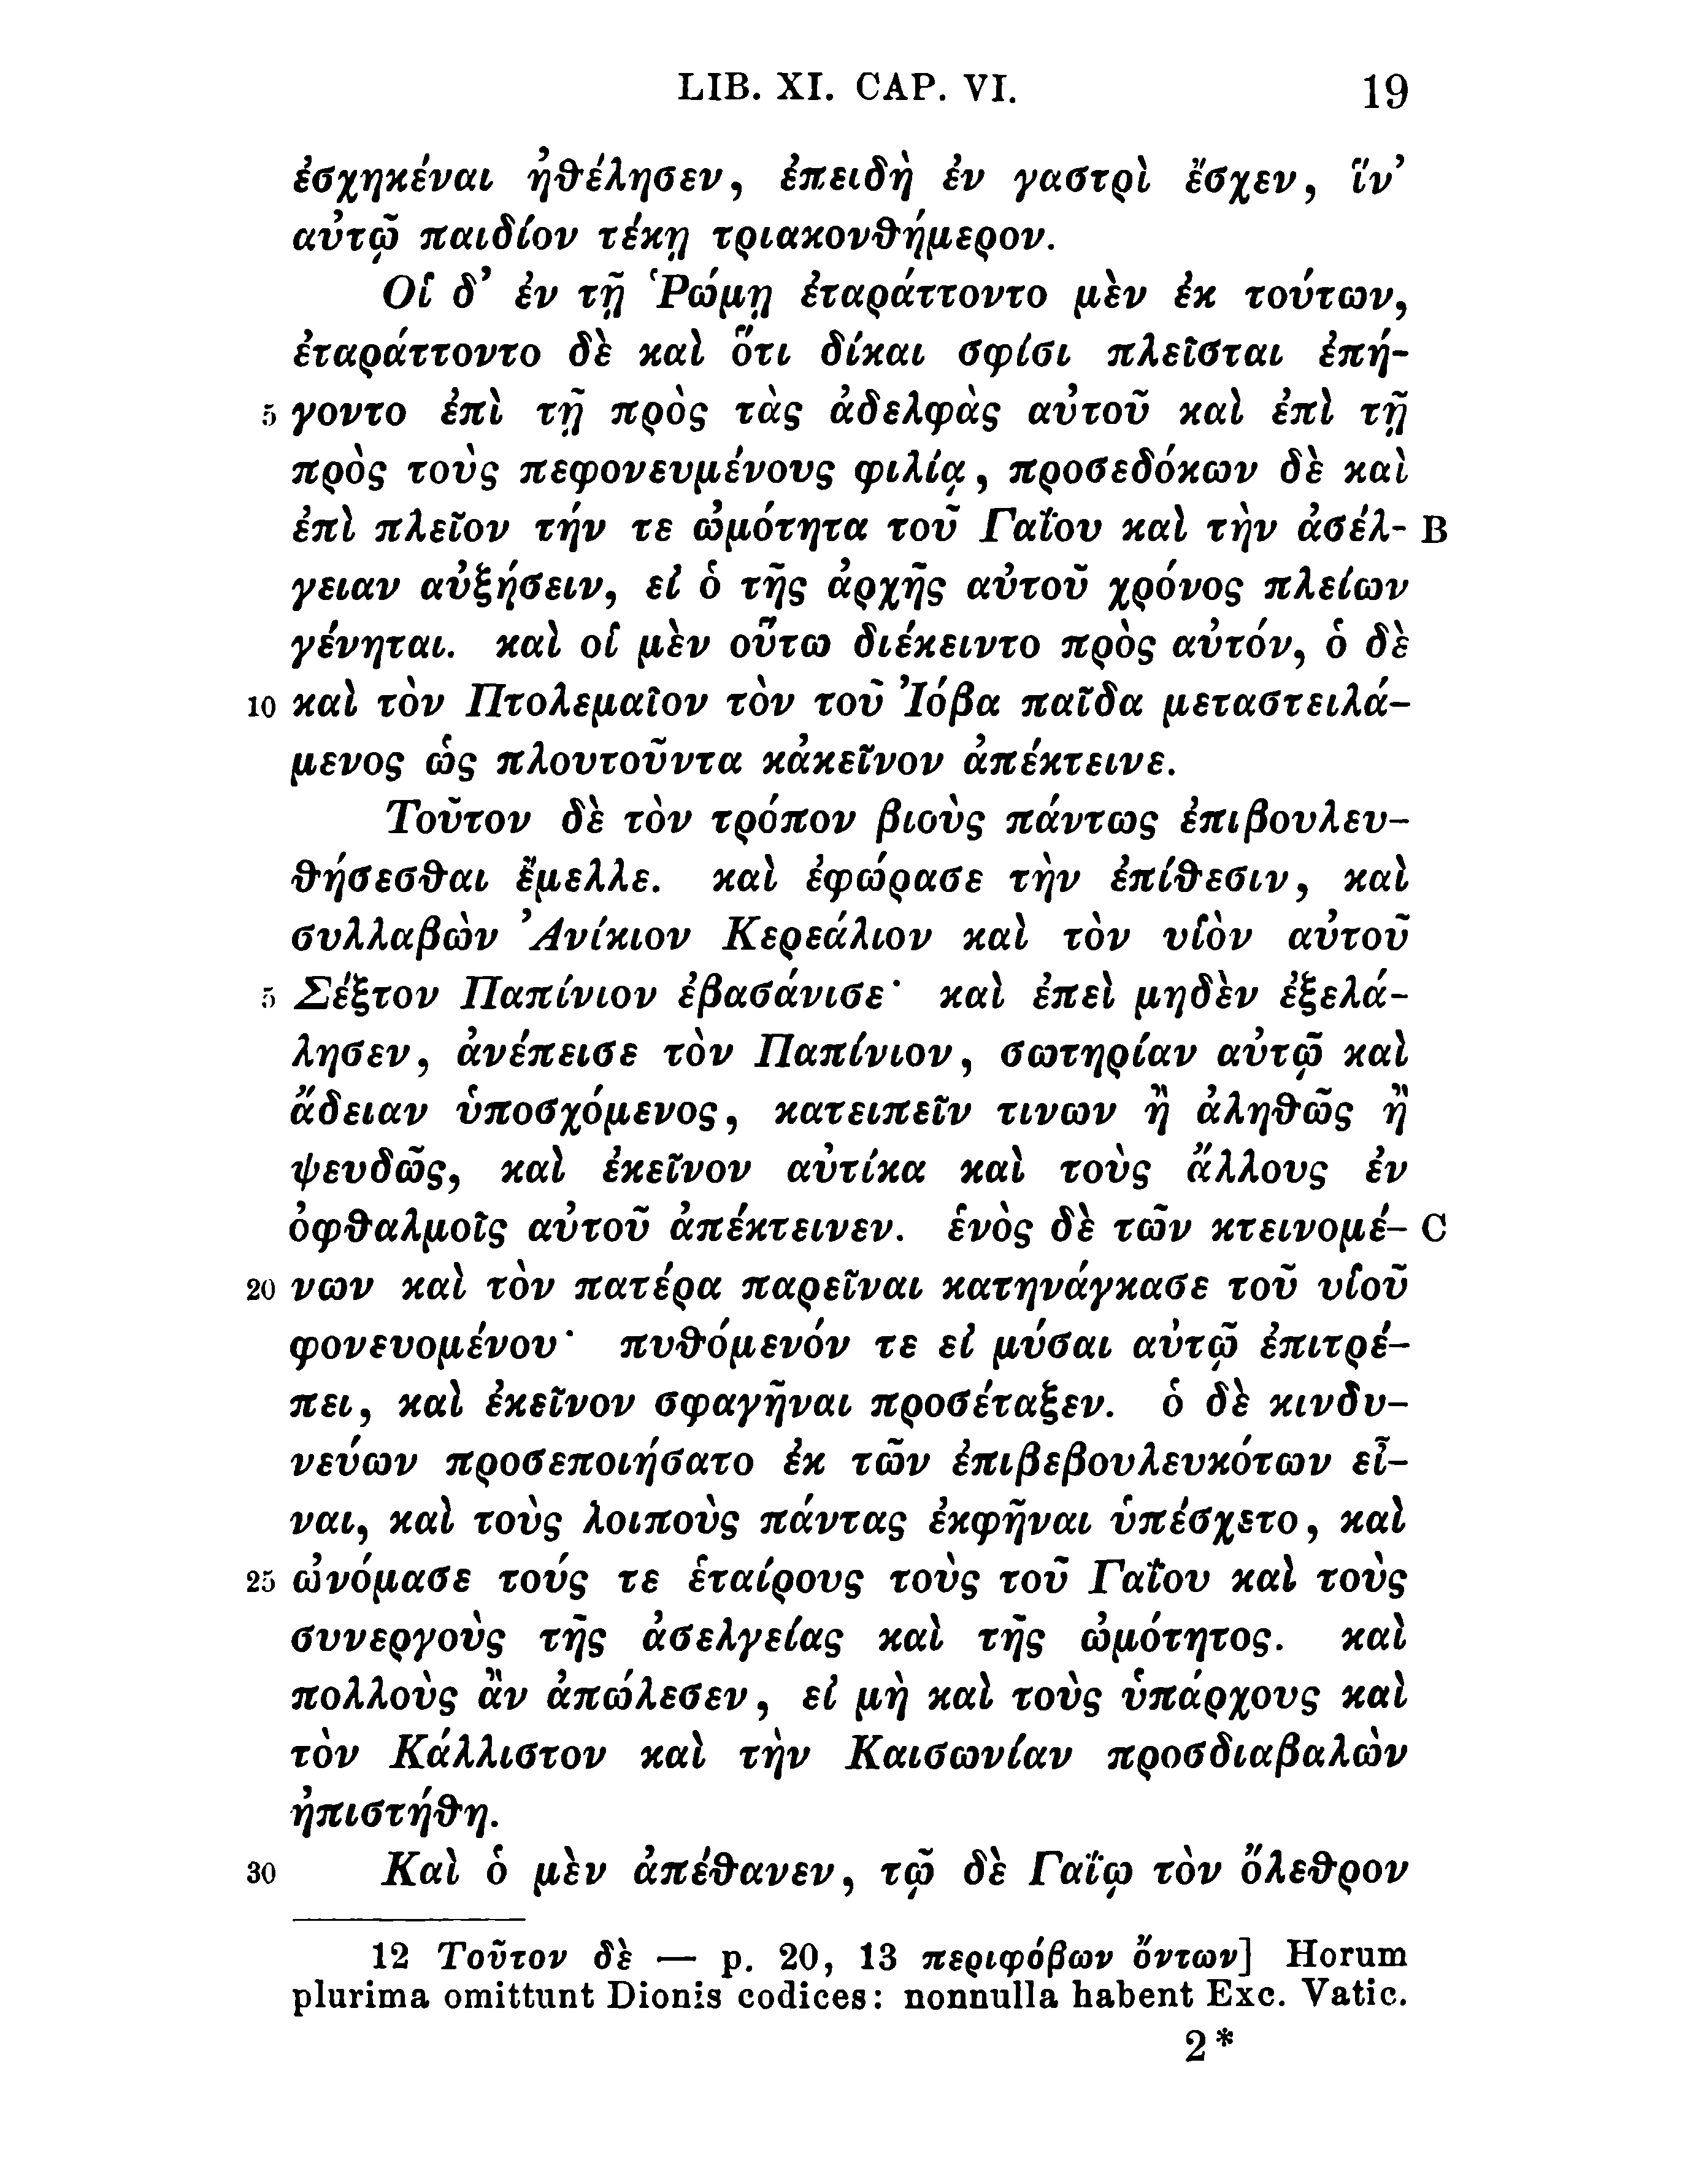 LIB. XI. CAP. VI. 19
ἐσχηκέναι ἠθέλησεν, ἐπειδὴ ἐν γαστρὶ ἔσχεν, ἵν’
αὐτῷ παιδίον τέκῃ τριακονθήμερον.
Οἱ δ’ ἐν τῇ Ῥώμῃ ἐταράττοντο μὲν ἐκ τούτων,
ἐταράττοντο δὲ καὶ ὅτι δίκαι σφίσι πλεῖσται ἐπή-
5 γοντο ἐπὶ τῇ πρὸς τὰς ἀδελφὰς αὐτοῦ καὶ ἐπὶ τῇ
πρὸς τοὺς πεφονευμένους φιλίᾳ, προσεδόκων δὲ καὶ
ἐπὶ πλεῖον τήν τε ὠμότητα τοῦ Γαΐου καὶ τὴν ἀσέλ- B
γειαν αὐξήσειν, εἰ ὁ τῆς ἀρχῆς αὐτοῦ χρόνος πλείων
γένηται. καὶ οἱ μὲν οὕτω διέκειντο πρὸς αὐτόν, ὁ δὲ
10 καὶ τὸν Πτολεμαῖον τὸν τοῦ Ἰόβα παῖδα μεταστειλά-
μενος ὡς πλουτοῦντα κἀκεῖνον ἀπέκτεινε.
Τοῦτον δὲ τὸν τρόπον βιοὺς πάντως ἐπιβουλευ-
θήσεσθαι ἔμελλε. καὶ ἐφώρασε τὴν ἐπίθεσιν, καὶ
συλλαβὼν Ἀνίκιον Κερεάλιον καὶ τὸν υἱὸν αὐτοῦ
5 Σέξτον Παπίνιον ἐβασάνισε· καὶ ἐπεὶ μηδὲν ἐξελά-
λησεν, ἀνέπεισε τὸν Παπίνιον, σωτηρίαν αὐτῷ καὶ
ἄδειαν ὑποσχόμενος, κατειπεῖν τινων ἢ ἀληθῶς ἢ
ψευδῶς, καὶ ἐκεῖνον αὐτίκα καὶ τοὺς ἄλλους ἐν
ὀφθαλμοῖς αὐτοῦ ἀπέκτεινεν. ἑνὸς δὲ τῶν κτεινομέ- C
20 νων καὶ τὸν πατέρα παρεῖναι κατηνάγκασε τοῦ υἱοῦ
φονευομένου· πυθόμενόν τε εἰ μύσαι αὐτῷ ἐπιτρέ-
πει, καὶ ἐκεῖνον σφαγῆναι προσέταξεν. ὁ δὲ κινδυ-
νεύων προσεποιήσατο ἐκ τῶν ἐπιβεβουλευκότων εἶ-
ναι, καὶ τοὺς λοιποὺς πάντας ἐκφῆναι ὑπέσχετο, καὶ
25 ὠνόμασε τούς τε ἑταίρους τοὺς τοῦ Γαΐου καὶ τοὺς
συνεργοὺς τῆς ἀσελγείας καὶ τῆς ὠμότητος. καὶ
πολλοὺς ἂν ἀπώλεσεν, εἰ μὴ καὶ τοὺς ὑπάρχους καὶ
τὸν Κάλλιστον καὶ τὴν Καισωνίαν προσδιαβαλὼν
ἠπιστήθη.
30 Καὶ ὁ μὲν ἀπέθανεν, τῷ δὲ Γαΐῳ τὸν ὄλεθρον
12 Τοῦτον δὲ — p. 20, 13 περιφόβων ὄντων] Horum
plurima omittunt Dionis codices: nonnulla habent Exc. Vatic.
2*